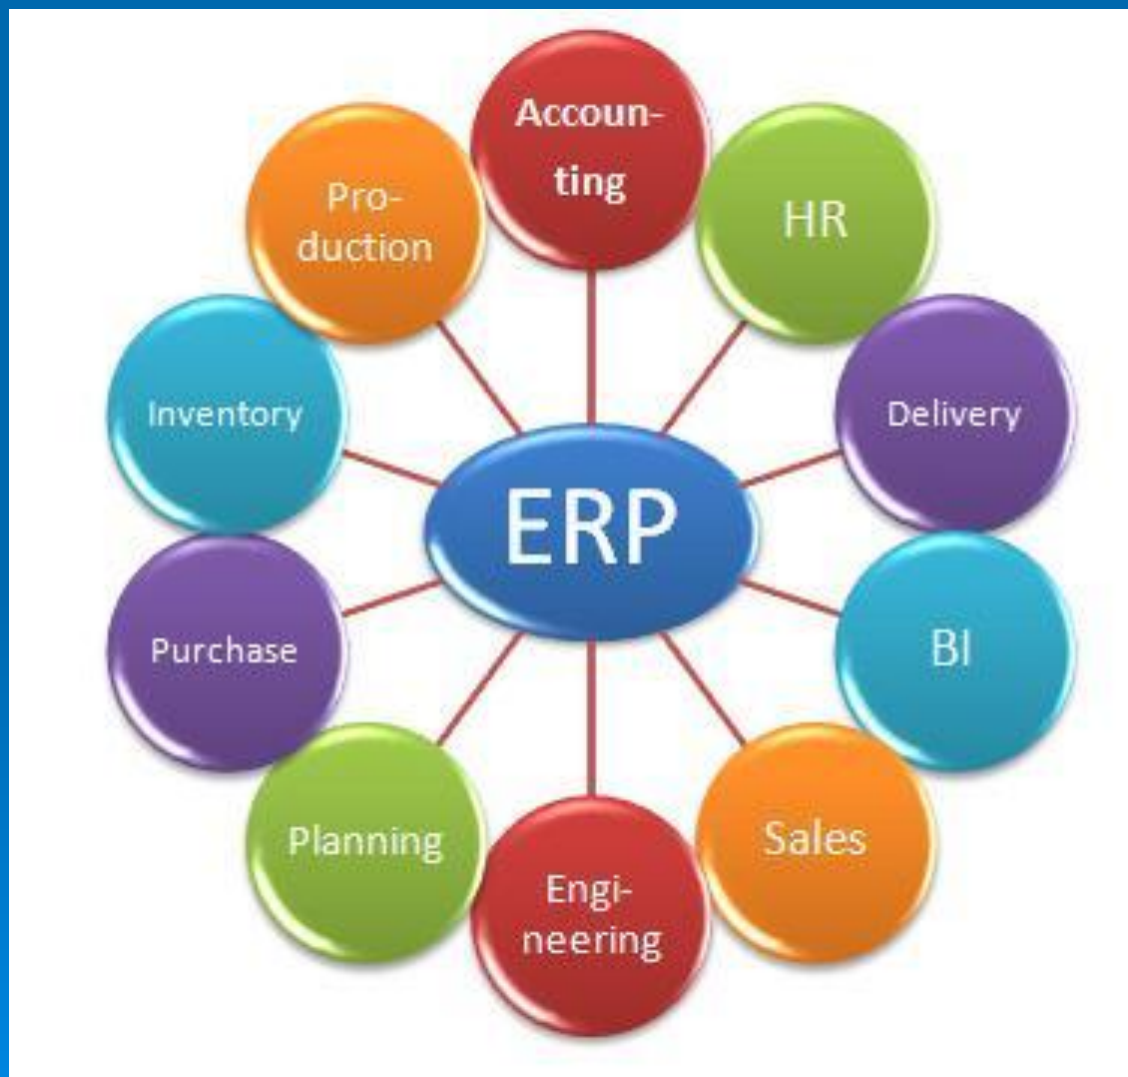 Accoun-
ting
Pro-
duction
HR
Inventory
Delivery
ERP
Purchase
BI
Planning
Sales
Engi-
neering